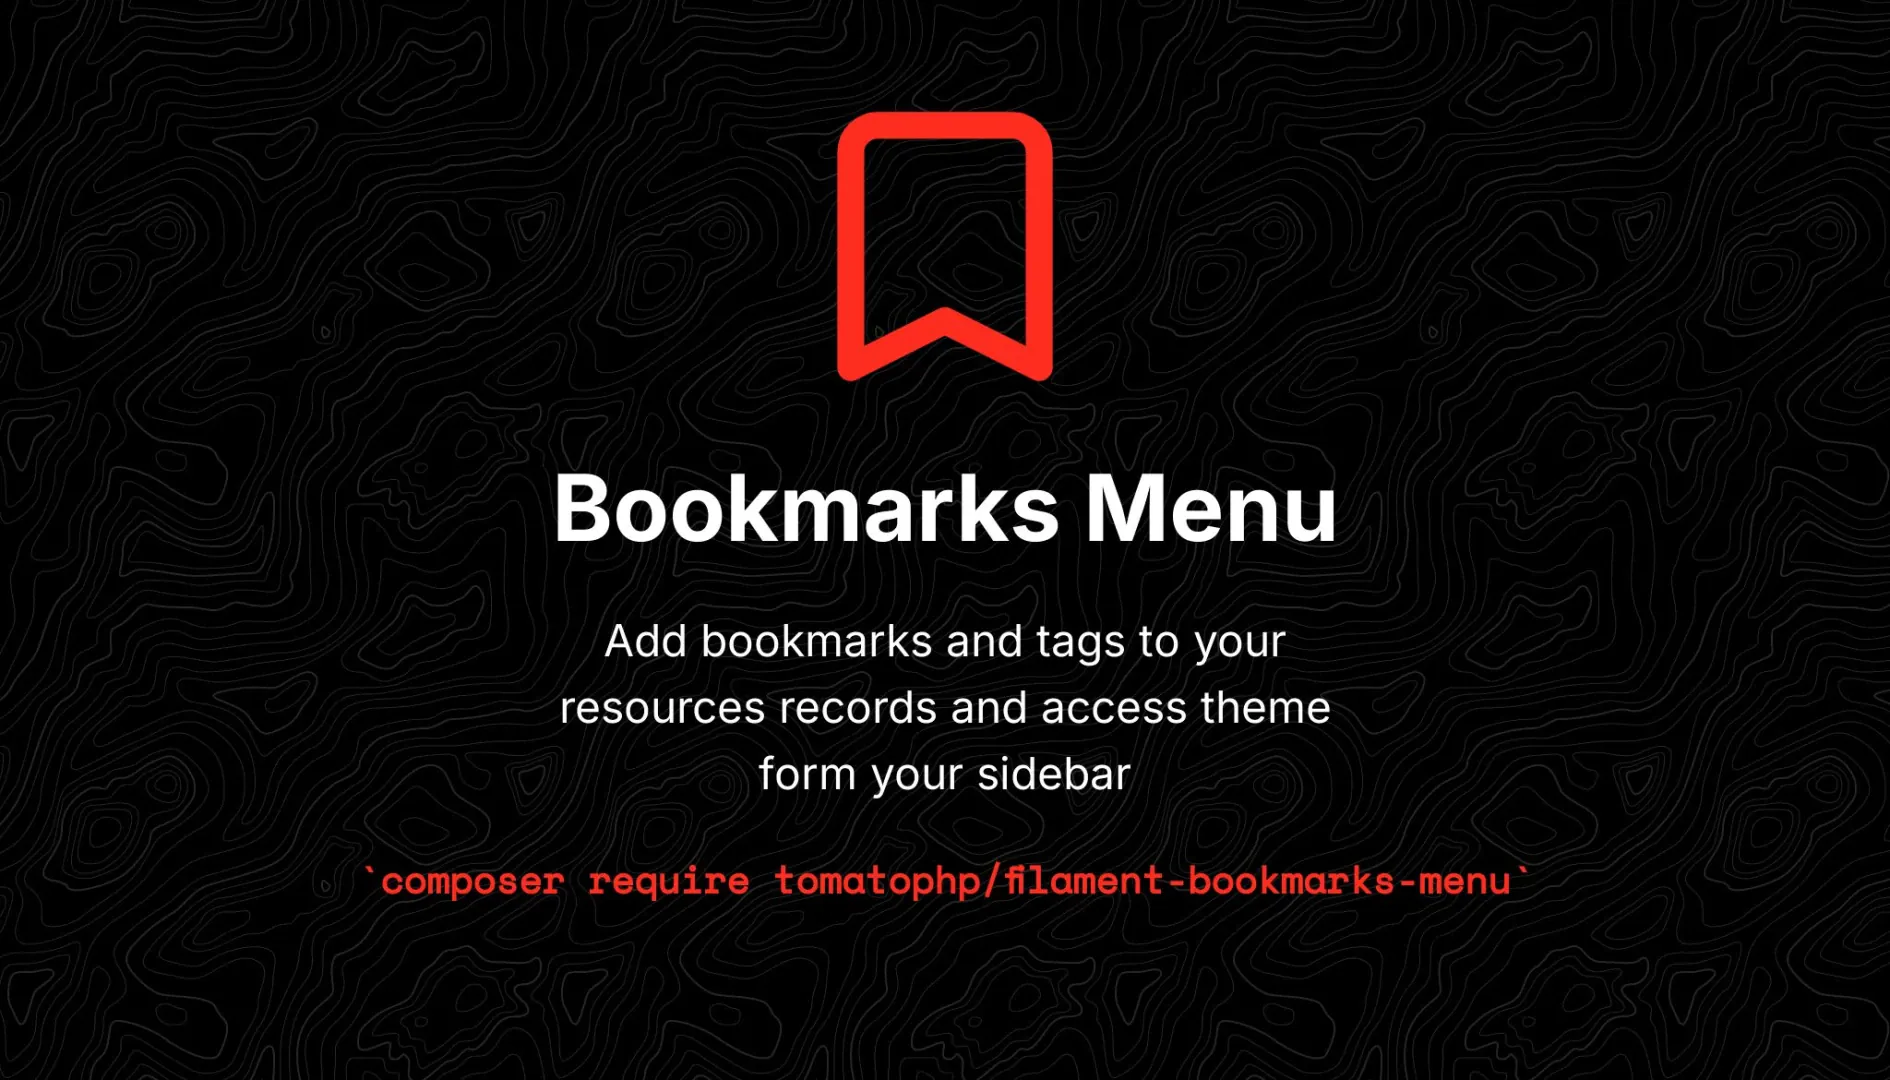 Bookmarks Menu
Add bookmarks and tags to your
resources records and access theme
form your sidebar
`composer require tomatophp/filament-bookmarks-menu`